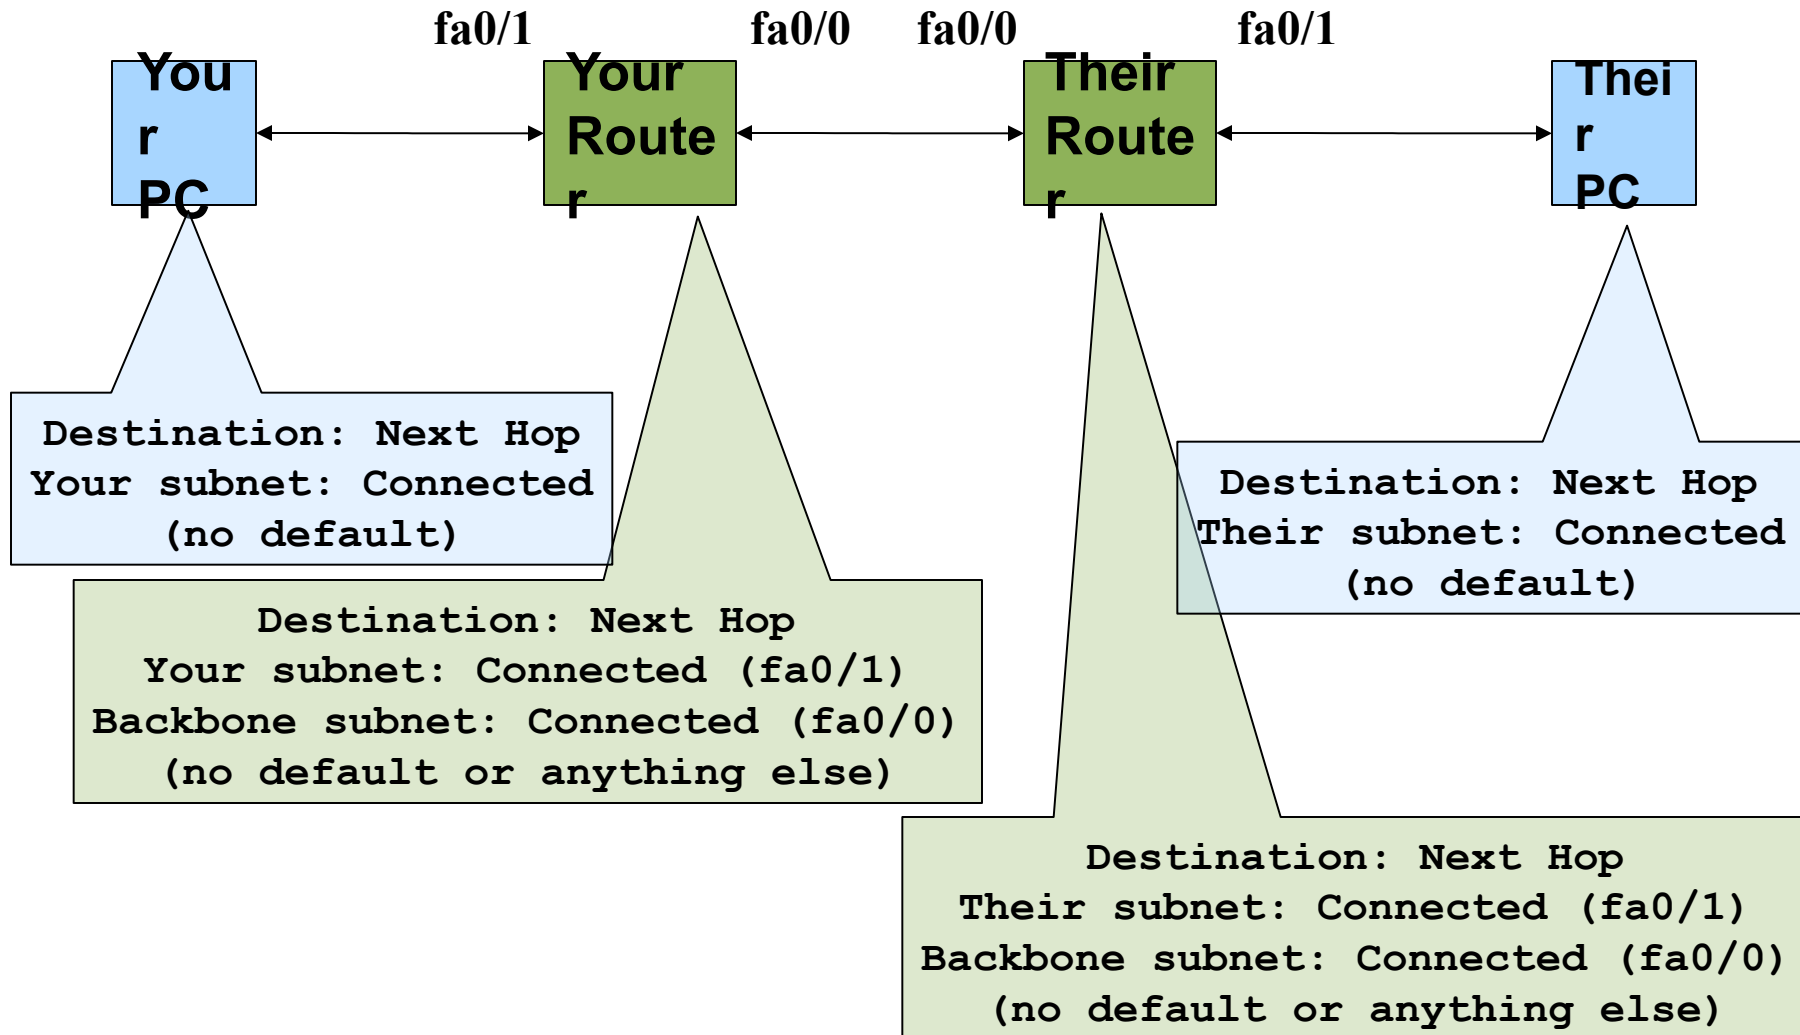 fa0/1 fa0/0 fa0/0 fa0/1
You
r
PC
Your
Route
r
Their
Route
r
Thei
r
PC
Destination: Next Hop
Your subnet: Connected
(no default)
Destination: Next Hop
Their subnet: Connected
(no default)
Destination: Next Hop
Your subnet: Connected (fa0/1)
Backbone subnet: Connected (fa0/0)
(no default or anything else)
Destination: Next Hop
Their subnet: Connected (fa0/1)
Backbone subnet: Connected (fa0/0)
(no default or anything else)